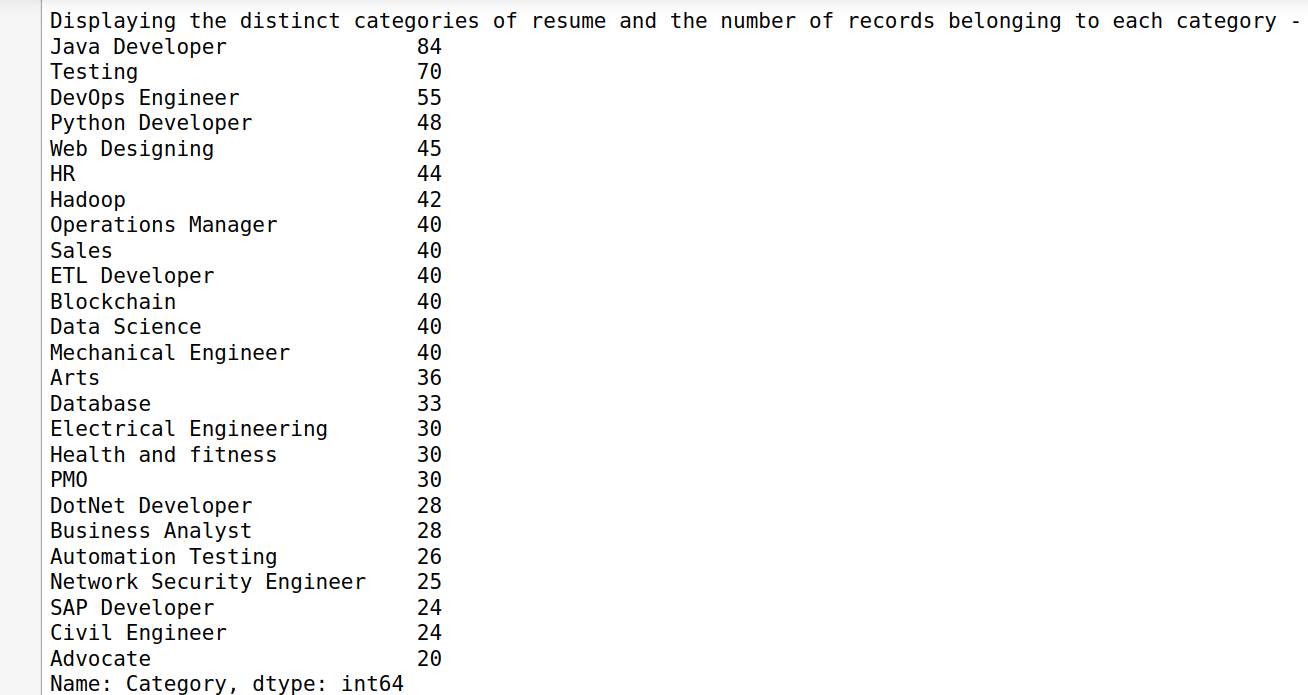 Displaying the distinct categories of resume and the number of records belonging to each category -
Java Developer 84
Testing 70
DevOps Engineer 55
Python Developer 48
Web Designing 45
HR 44
Hadoop 42
Operations Manager 40
Sales 40
ETL Developer 40
Blockchain 40
Data Science 40
Mechanical Engineer 40
Arts 36
Database 33
Electrical Engineering 30
Health and fitness 30
PMO 30
DotNet Developer 28
Business Analyst 28
Automation Testing 26
Network Security Engineer 25
SAP Developer 24
Civil Engineer 24
Advocate 20
Name: Category, dtype: int64